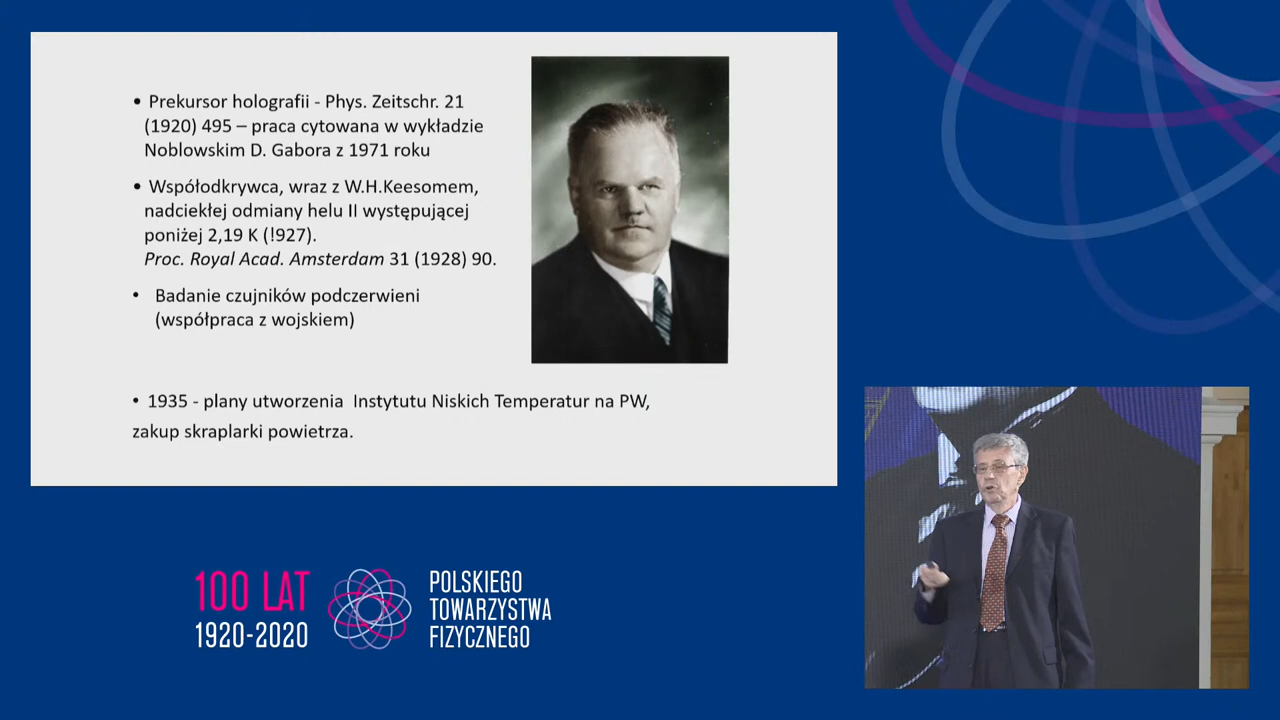 • Prekursor holografii - Phys. Zeitschr. 21
(1920) 495 – praca cytowana w wykładzie
Noblowskim D. Gabora z 1971 roku
• Współodkrywca, wraz z W.H.Keesomem,
nadciekłej odmiany helu II występującej
poniżej 2,19 K (!927).
Proc. Royal Acad. Amsterdam 31 (1928) 90.
• Badanie czujników podczerwieni
(współpraca z wojskiem)
• 1935 - plany utworzenia Instytutu Niskich Temperatur na PW,
zakup skraplarki powietrza.
100 LAT
1920-2020
POLSKIEGO
TOWARZYSTWA
FIZYCZNEGO